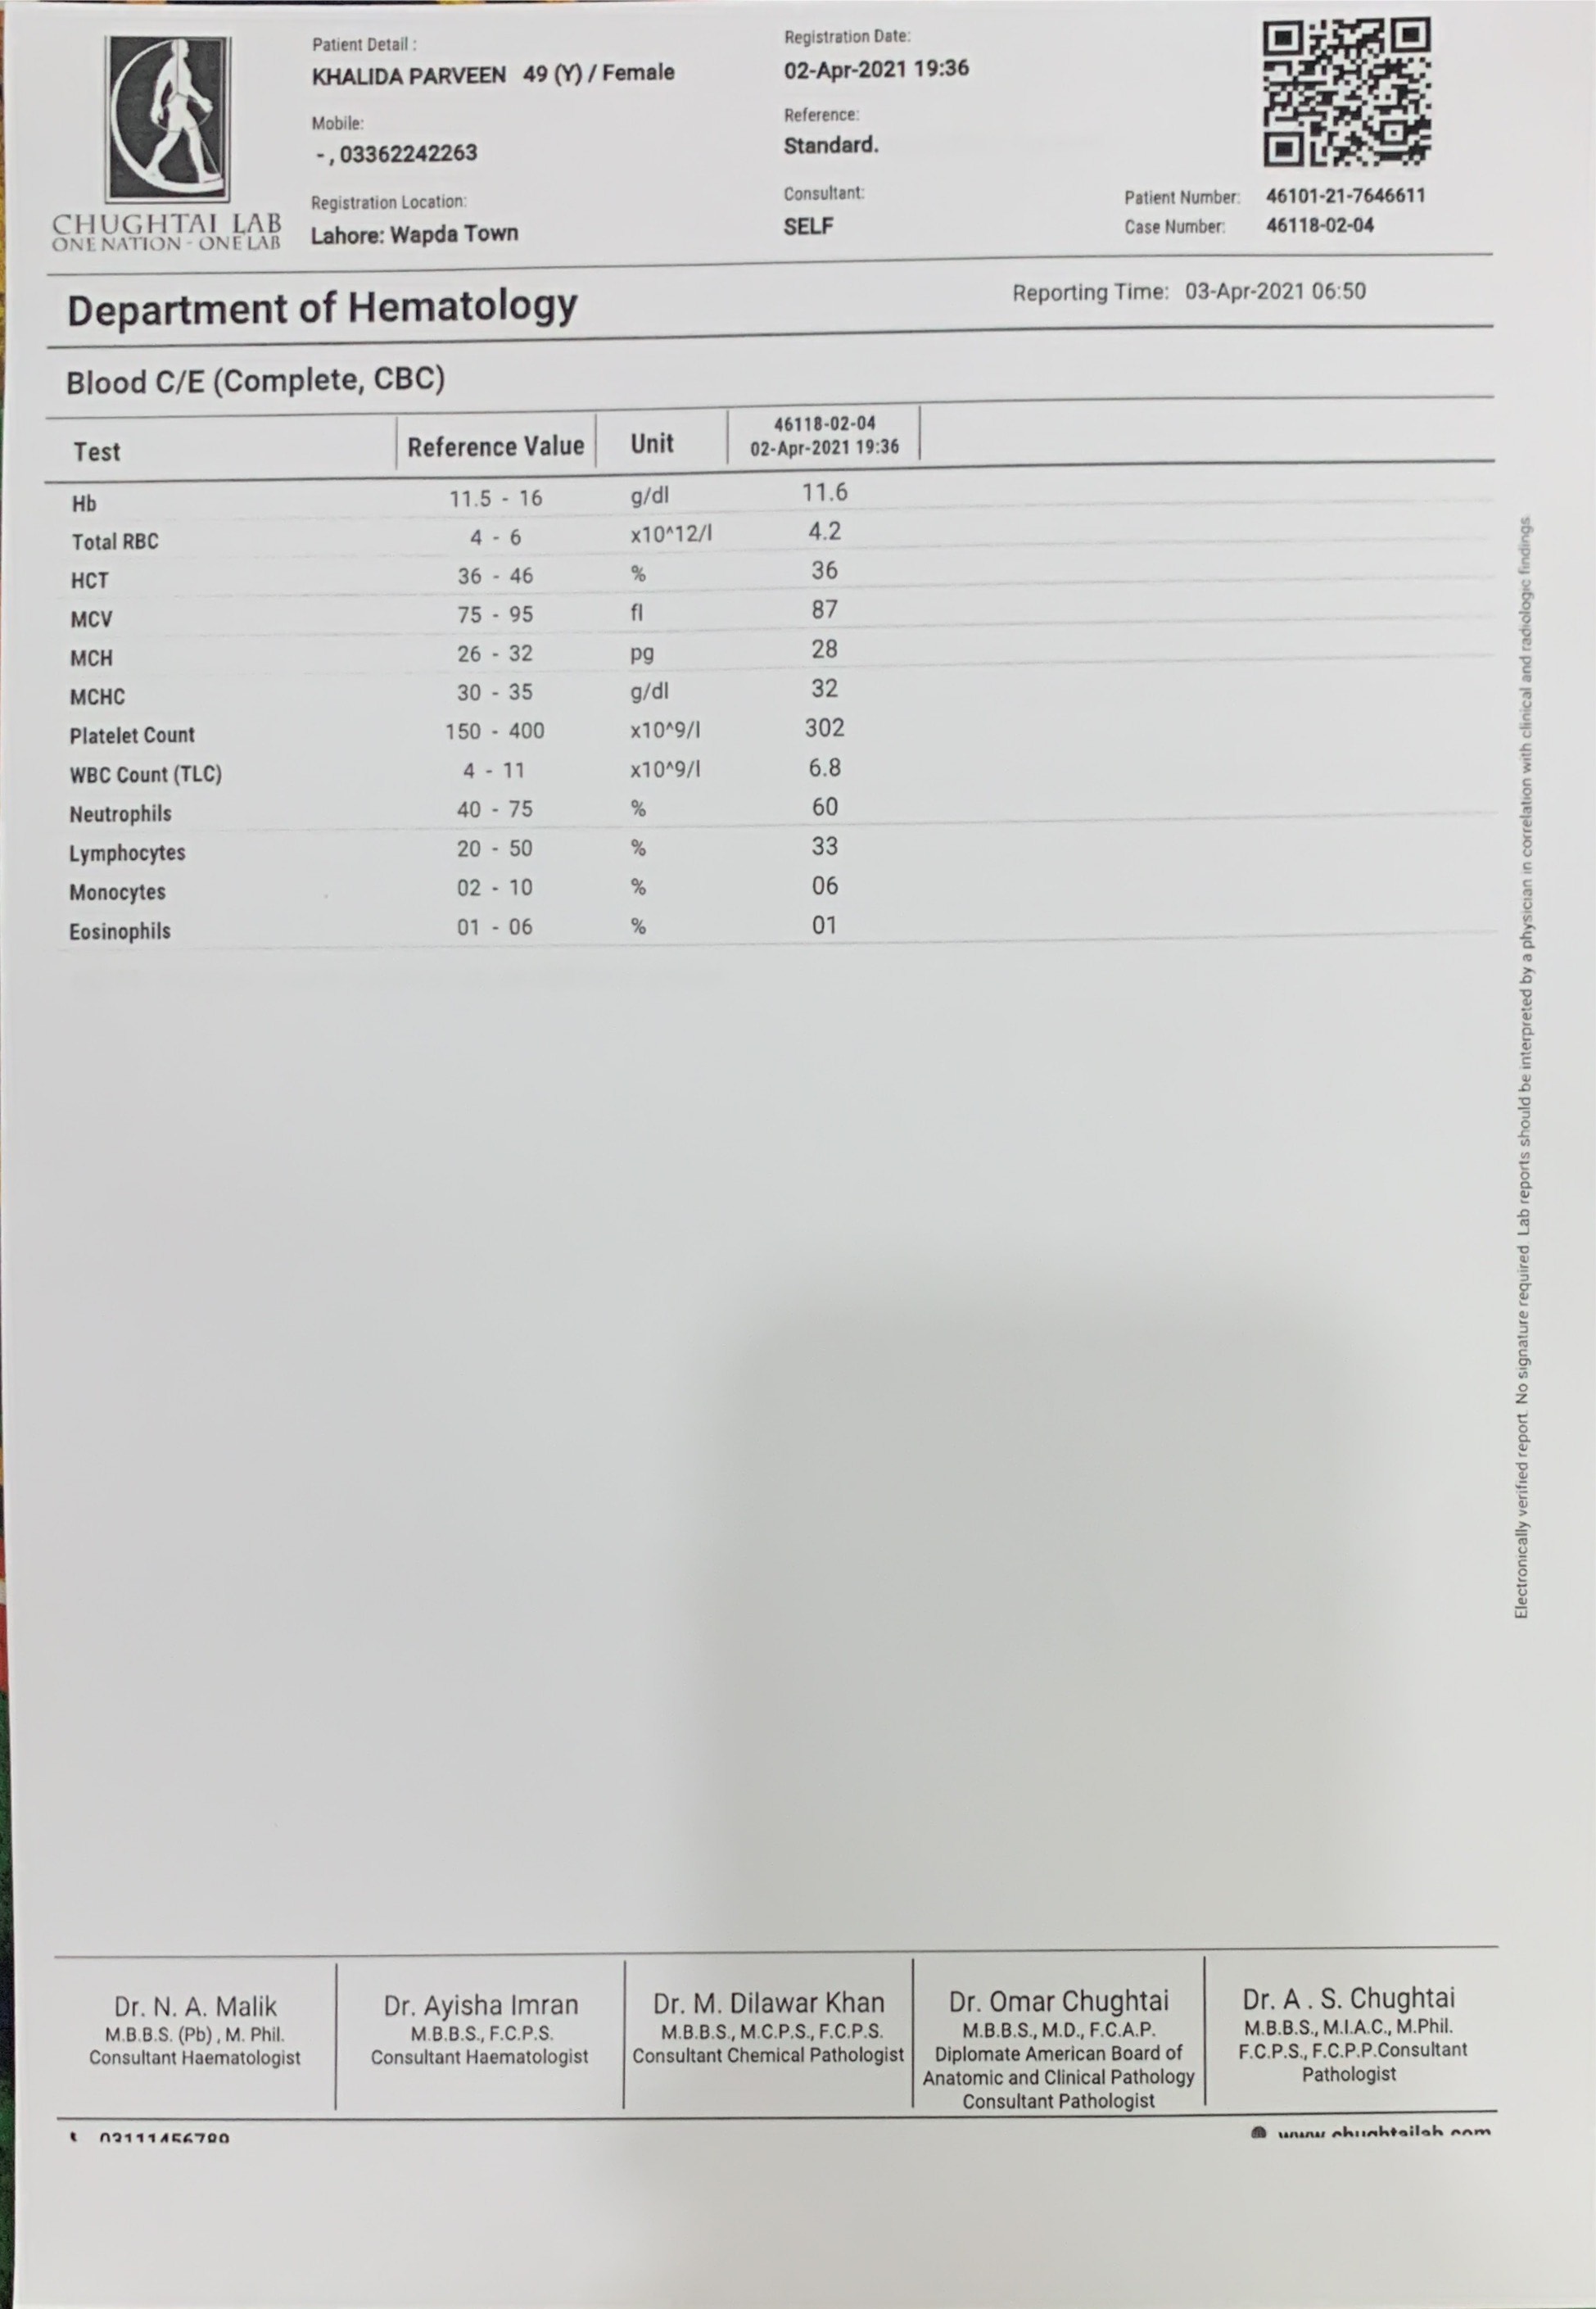 CHUGHTAI LAB
ONE NATION - ONE LAB
Patient Detail :
KHALIDA PARVEEN 49 (Y) / Female
Mobile:
- , 03362242263
Registration Location:
Lahore: Wapda Town
Registration Date:
02-Apr-2021 19:36
Reference:
Standard.
Consultant:
SELF
Patient Number: 46101-21-7646611
Case Number: 46118-02-04
Department of Hematology
Reporting Time: 03-Apr-2021 06:50
Blood C/E (Complete, CBC)
Test Reference Value Unit 46118-02-04
02-Apr-2021 19:36
Hb 11.5 - 16 g/dl 11.6
Total RBC 4 - 6 x10^12/l 4.2
HCT 36 - 46 % 36
MCV 75 - 95 fl 87
MCH 26 - 32 pg 28
MCHC 30 - 35 g/dl 32
Platelet Count 150 - 400 x10^9/l 302
WBC Count (TLC) 4 - 11 x10^9/l 6.8
Neutrophils 40 - 75 % 60
Lymphocytes 20 - 50 % 33
Monocytes 02 - 10 % 06
Eosinophils 01 - 06 % 01
Electronically verified report. No signature required. Lab reports should be interpreted by a physician in correlation with clinical and radiologic findings.
Dr. N. A. Malik
M.B.B.S. (Pb) , M. Phil.
Consultant Haematologist
Dr. Ayisha Imran
M.B.B.S., F.C.P.S.
Consultant Haematologist
Dr. M. Dilawar Khan
M.B.B.S., M.C.P.S., F.C.P.S.
Consultant Chemical Pathologist
Dr. Omar Chughtai
M.B.B.S., M.D., F.C.A.P.
Diplomate American Board of
Anatomic and Clinical Pathology
Consultant Pathologist
Dr. A . S. Chughtai
M.B.B.S., M.I.A.C., M.Phil.
F.C.P.S., F.C.P.P.Consultant
Pathologist
03111456789
www.chughtailab.com